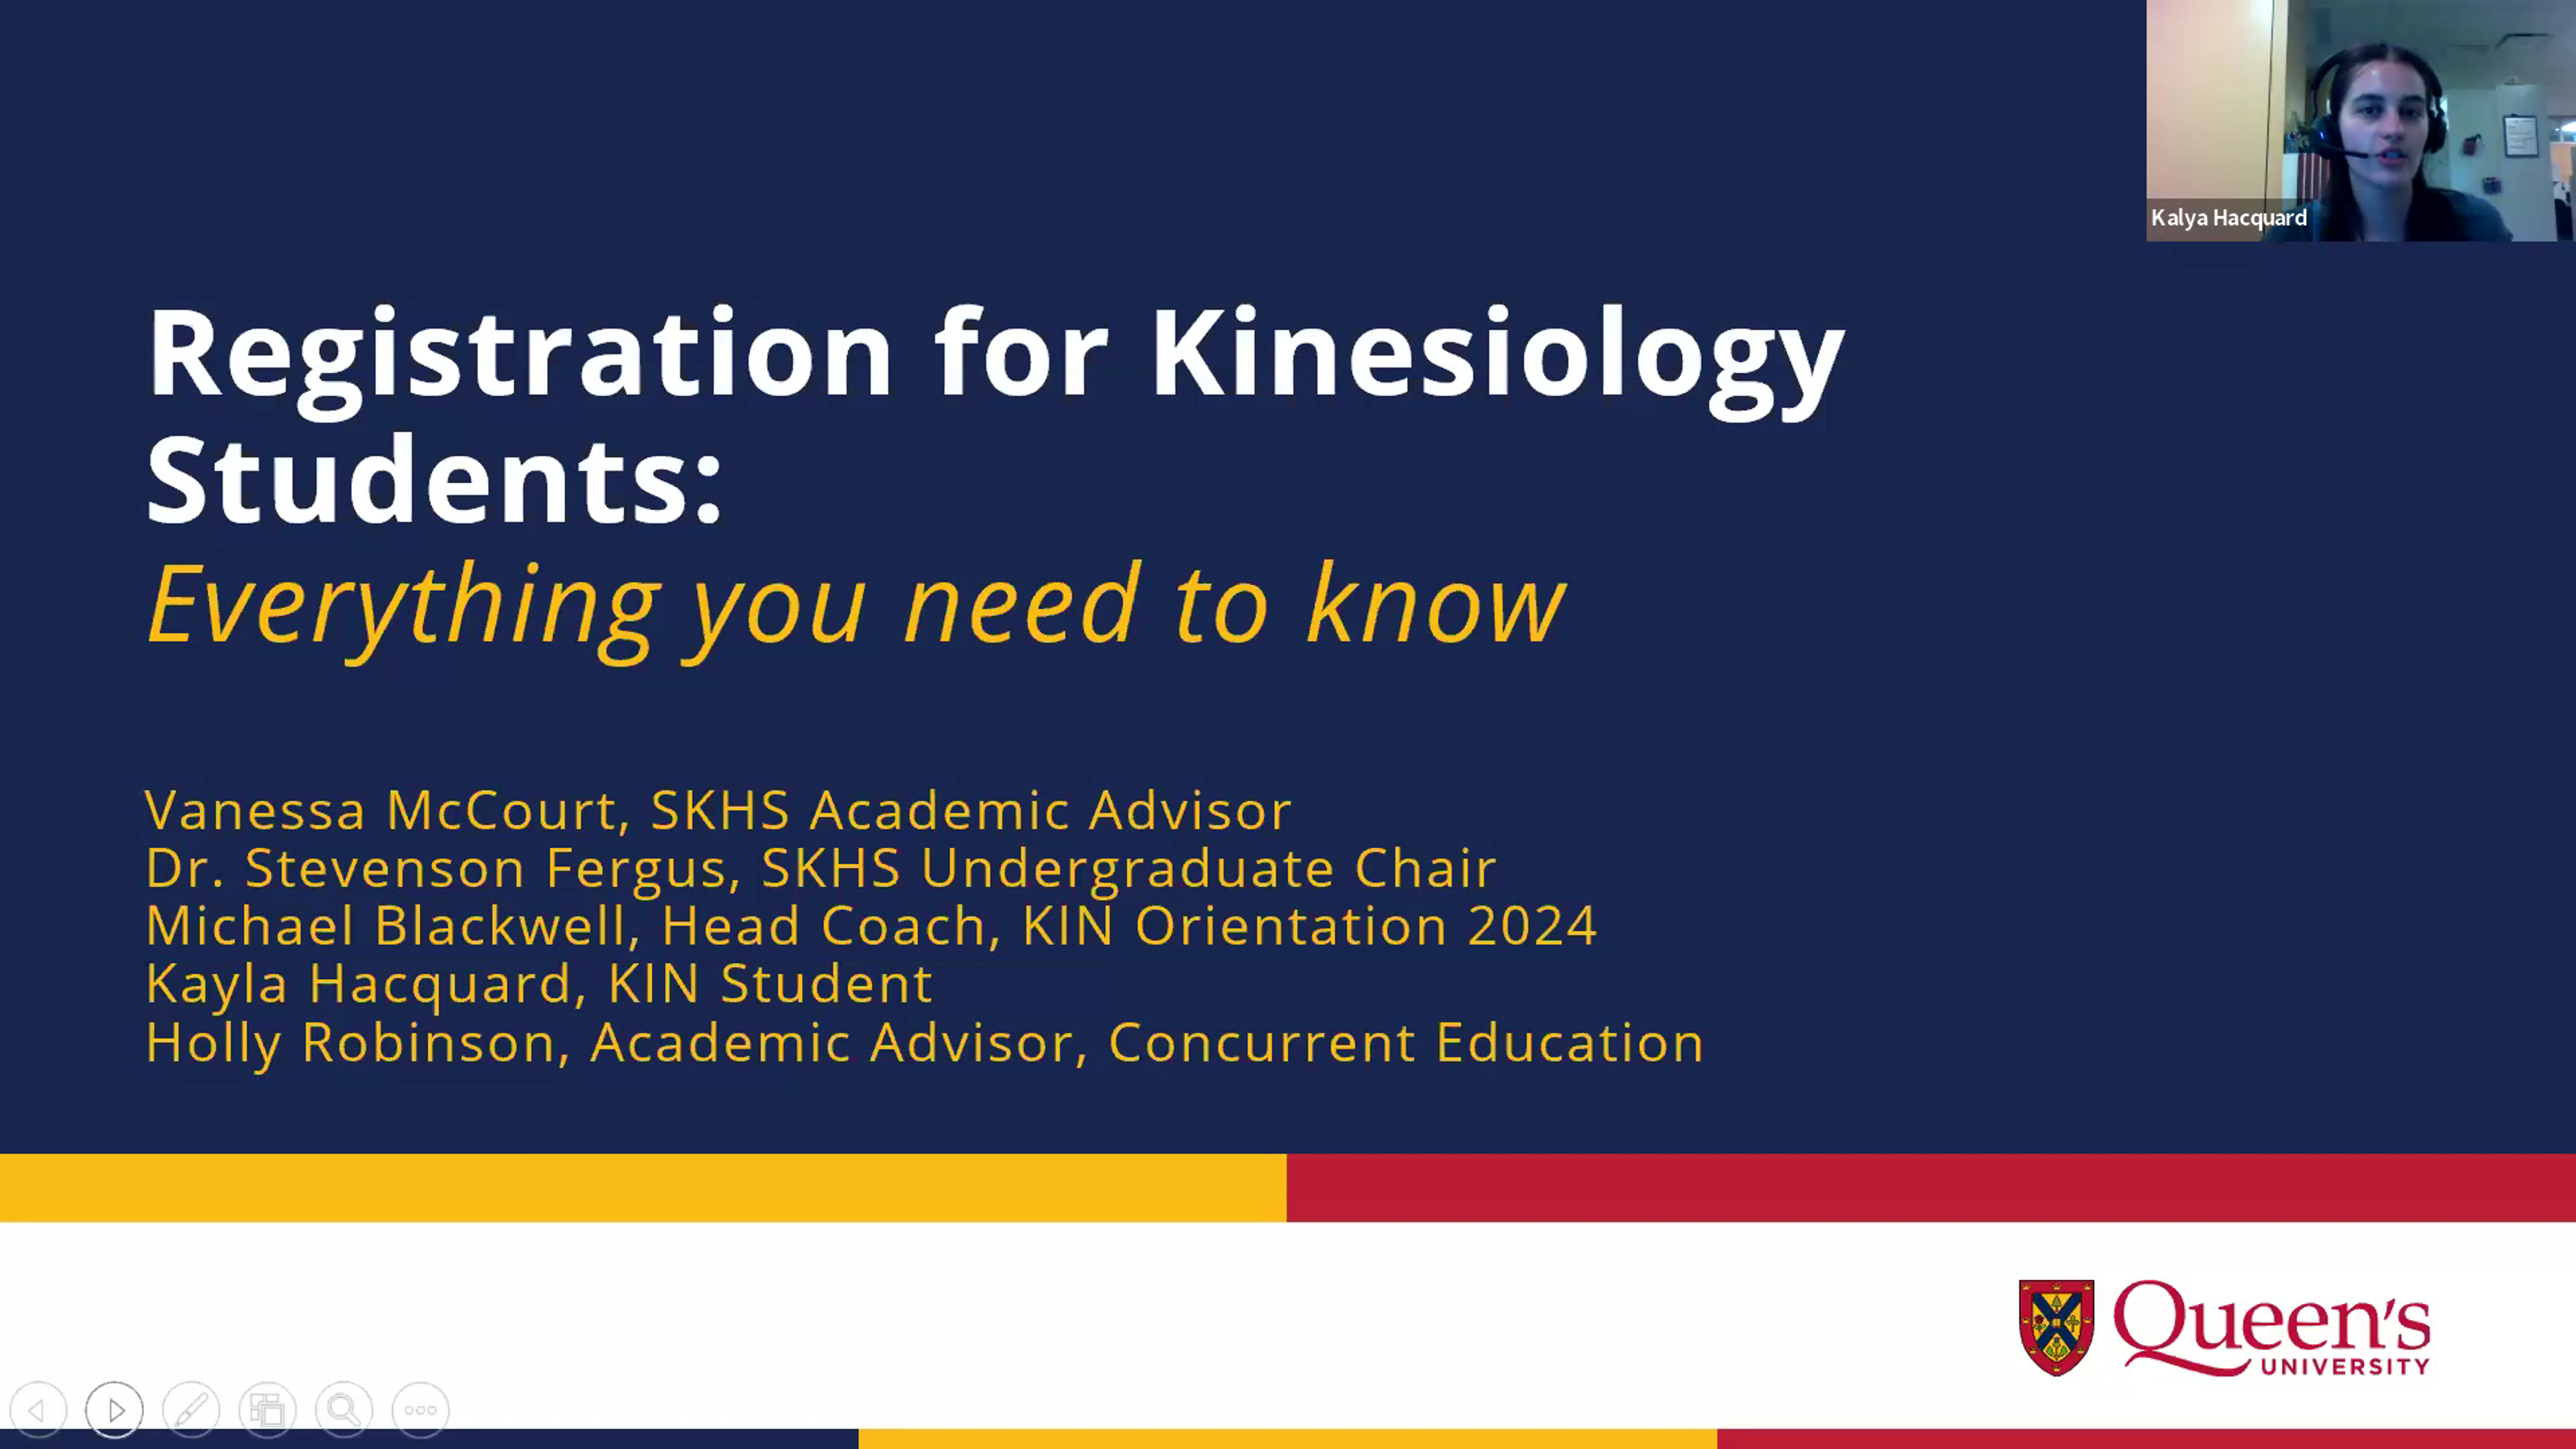 Kalya Hacquard
Registration for Kinesiology
Students:
Everything you need to know
Vanessa McCourt, SKHS Academic Advisor
Dr. Stevenson Fergus, SKHS Undergraduate Chair
Michael Blackwell, Head Coach, KIN Orientation 2024
Kayla Hacquard, KIN Student
Holly Robinson, Academic Advisor, Concurrent Education
Queen's
UNIVERSITY